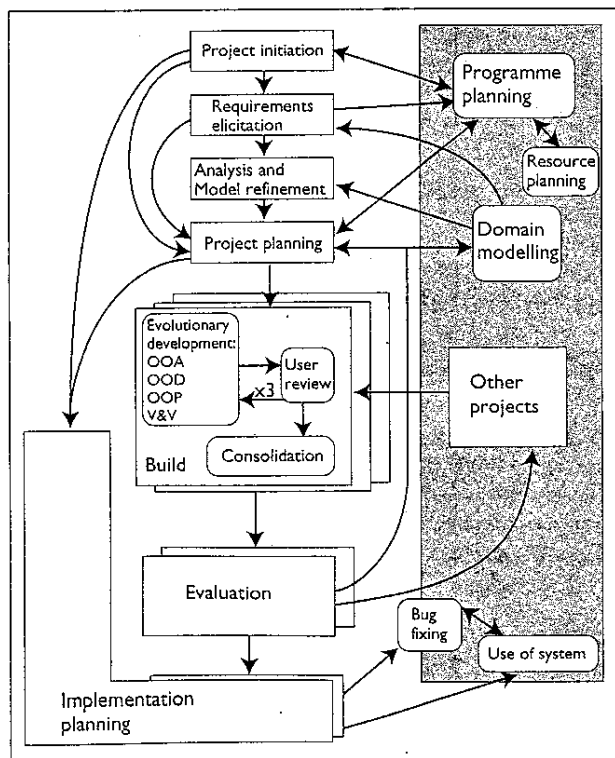 Project initiation
Programme
planning
Requirements
elicitation
Resource
planning
Analysis and
Model refinement
Project planning
Domain
modelling
Evolutionary
development:
OOA
OOD
OOP
V&V
User
review
x3
Consolidation
Build
Other
projects
Evaluation
Bug
fixing
Use of system
Implementation
planning